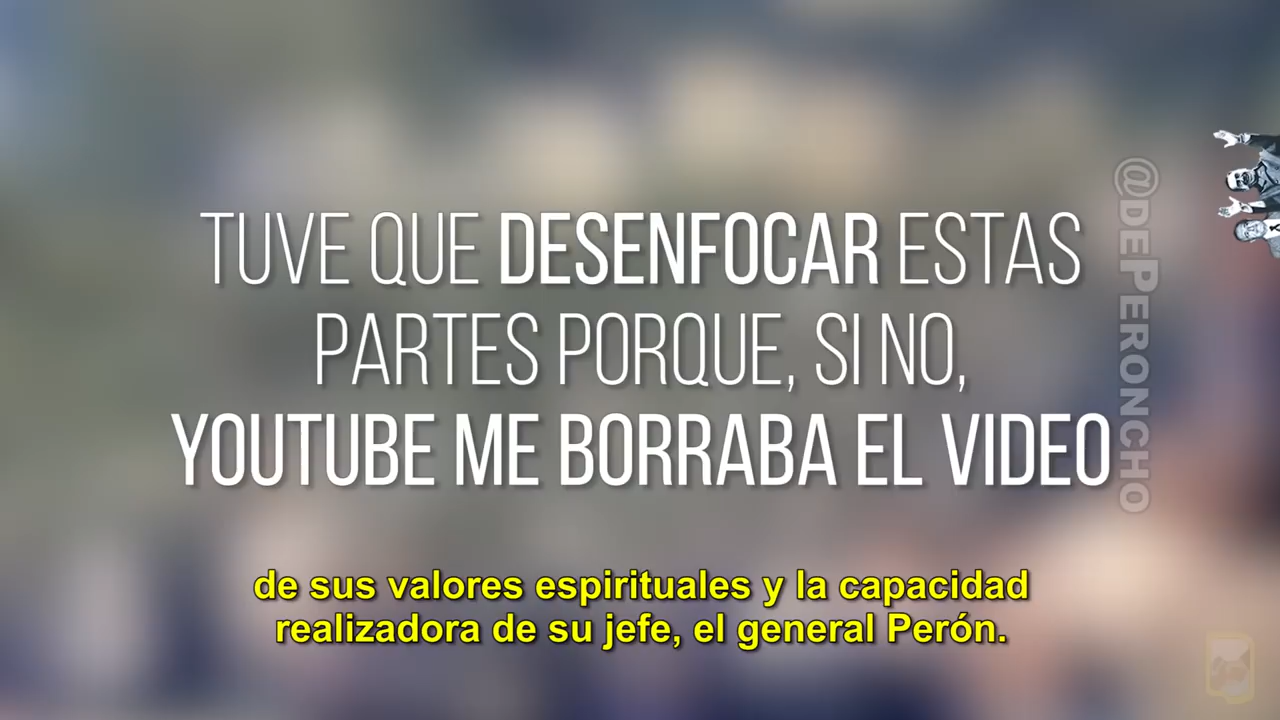 TUVE QUE DESENFOCAR ESTAS
PARTES PORQUE, SI NO,
YOUTUBE ME BORRABA EL VIDEO
@DEPERONCHO
de sus valores espirituales y la capacidad
realizadora de su jefe, el general Perón.